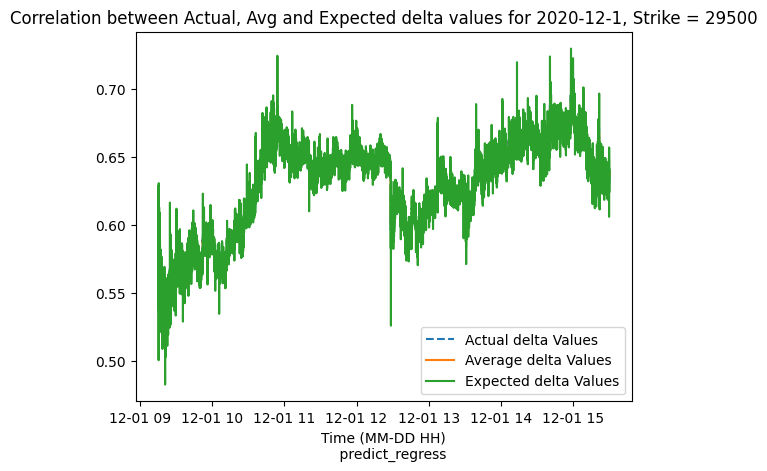 Correlation between Actual, Avg and Expected delta values for 2020-12-1, Strike = 29500
0.70
0.65
0.60
0.55
0.50
Actual delta Values
Average delta Values
Expected delta Values
12-01 09 12-01 10 12-01 11 12-01 12 12-01 13 12-01 14 12-01 15
Time (MM-DD HH)
predict_regress